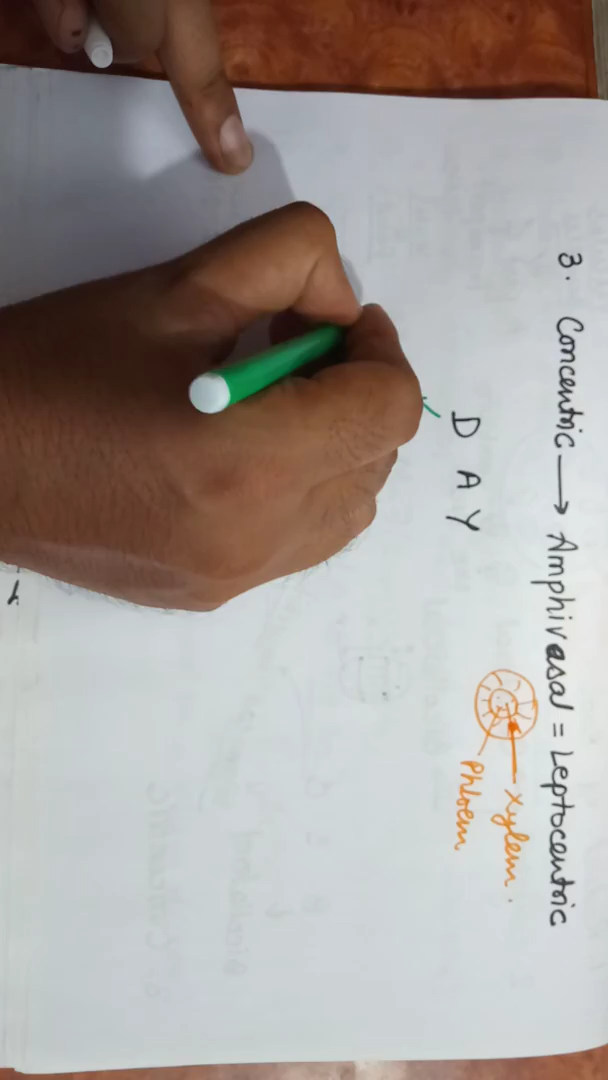 3. Concentric → Amphivasal = Leptocentric
Xylem.
Phloem
D A Y